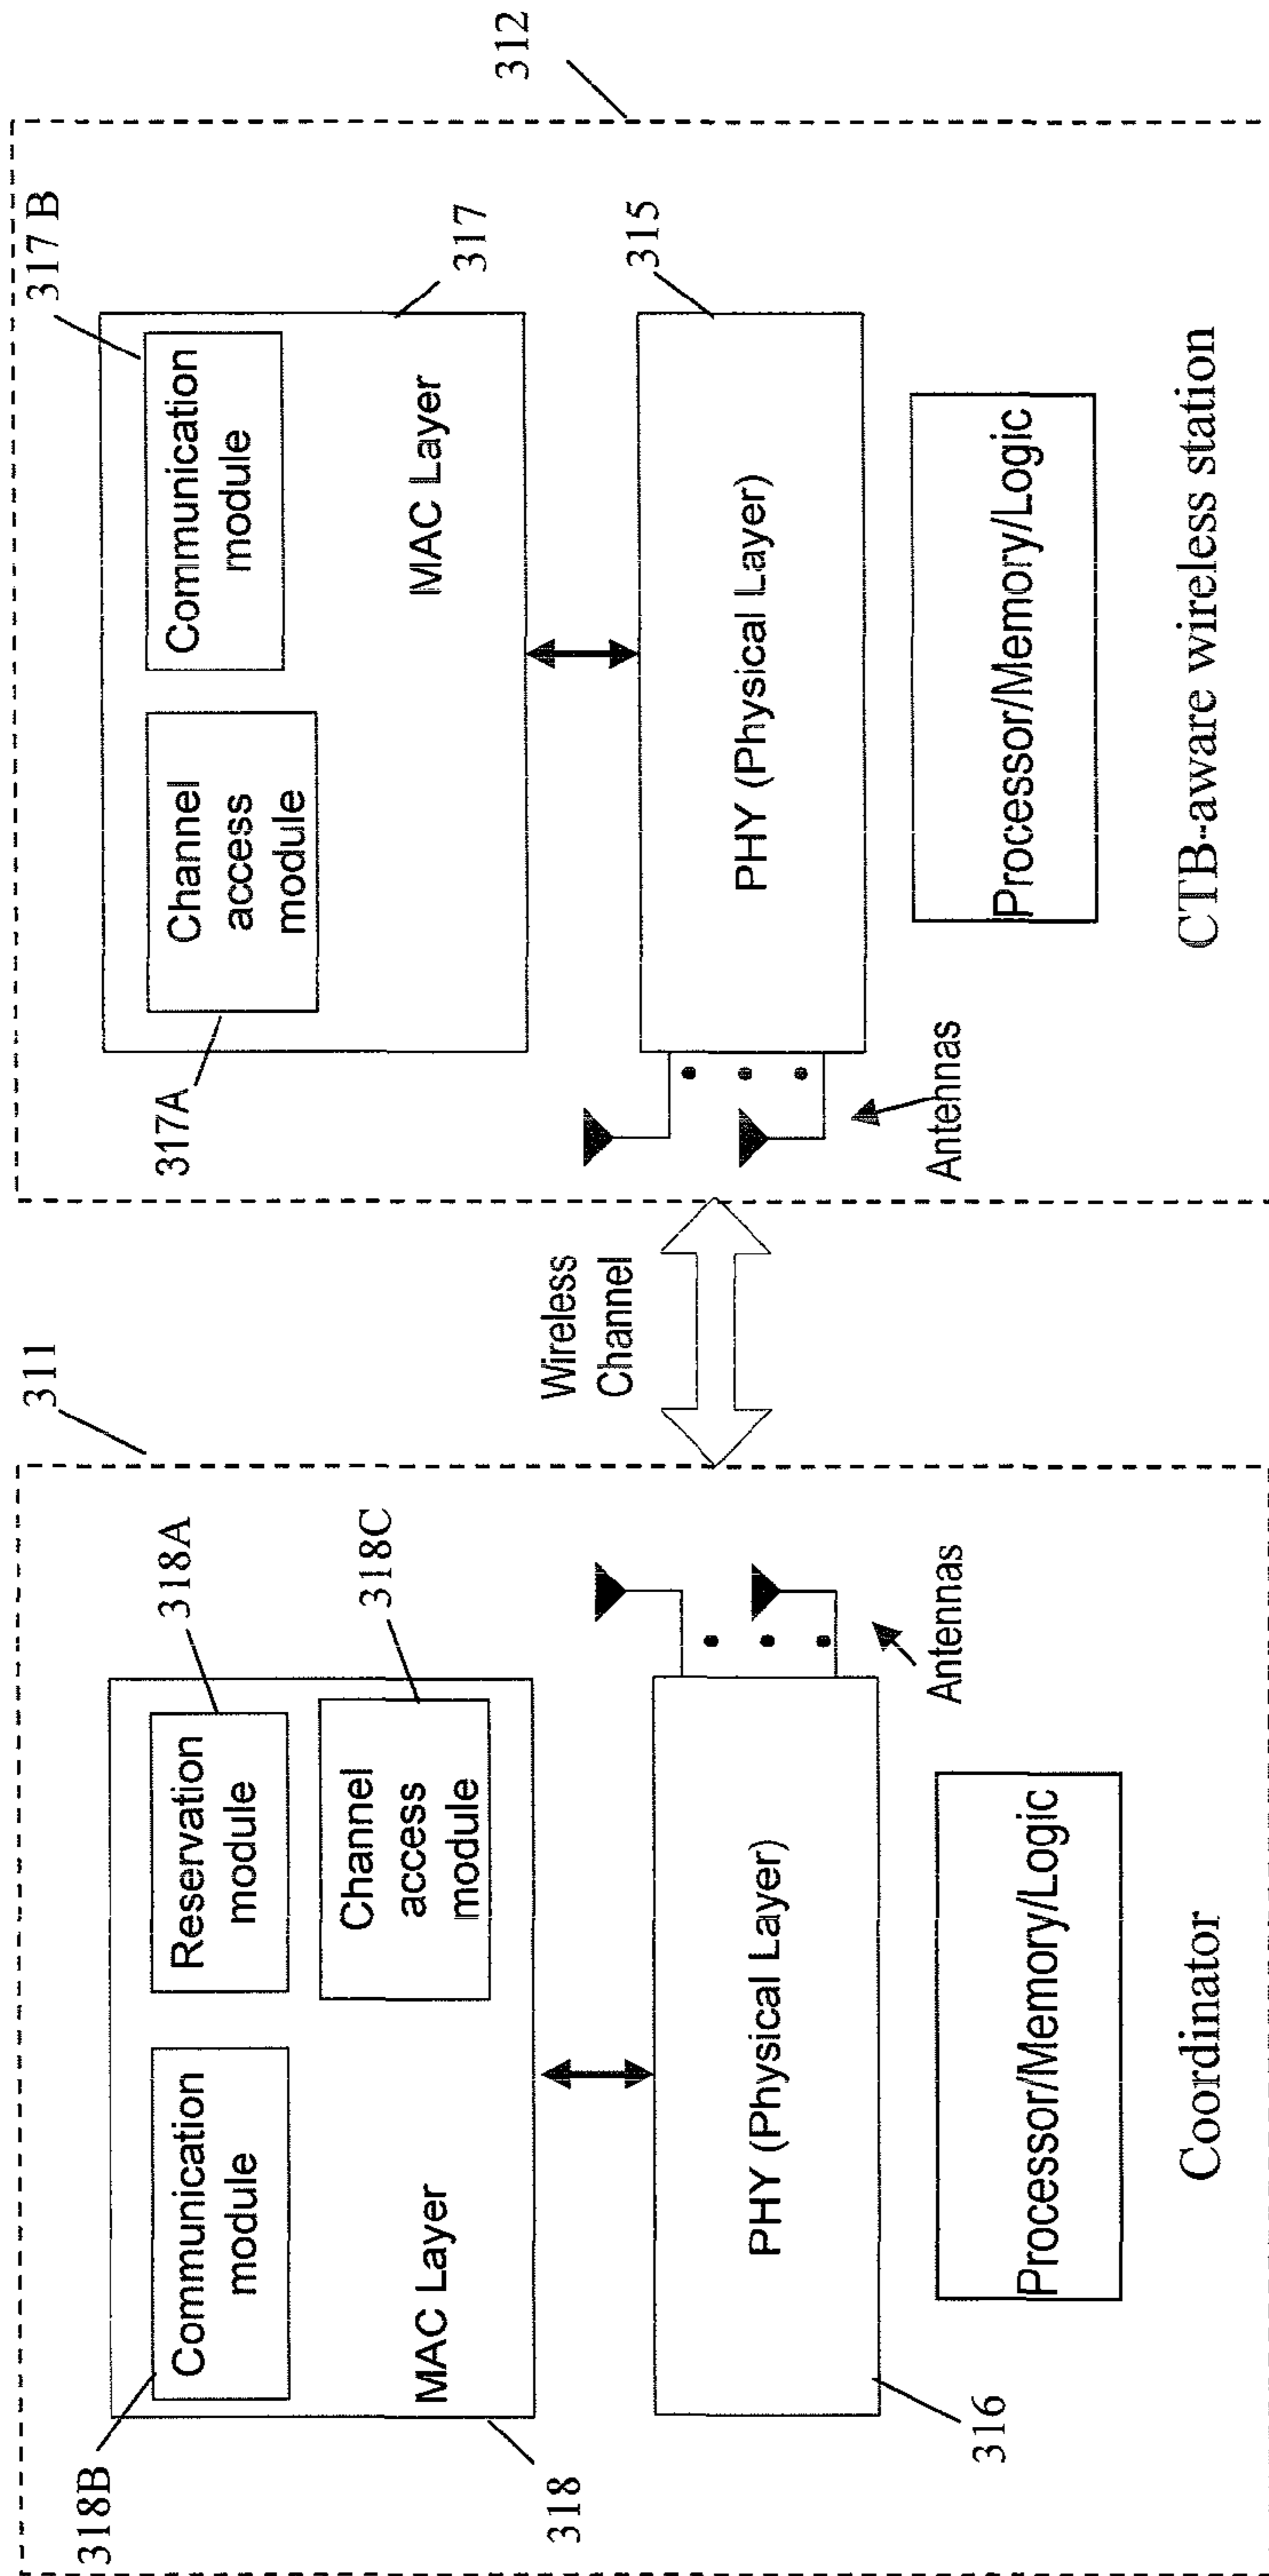 311
318B
Communication
module
Reservation
module
318A
Channel
access
module
318C
MAC Layer
318
PHY (Physical Layer)
316
Antennas
Processor/Memory/Logic
Coordinator
Wireless
Channel
312
317A
Channel
access
module
Communication
module
317B
MAC Layer
317
PHY (Physical Layer)
315
Antennas
Processor/Memory/Logic
CTB-aware wireless station